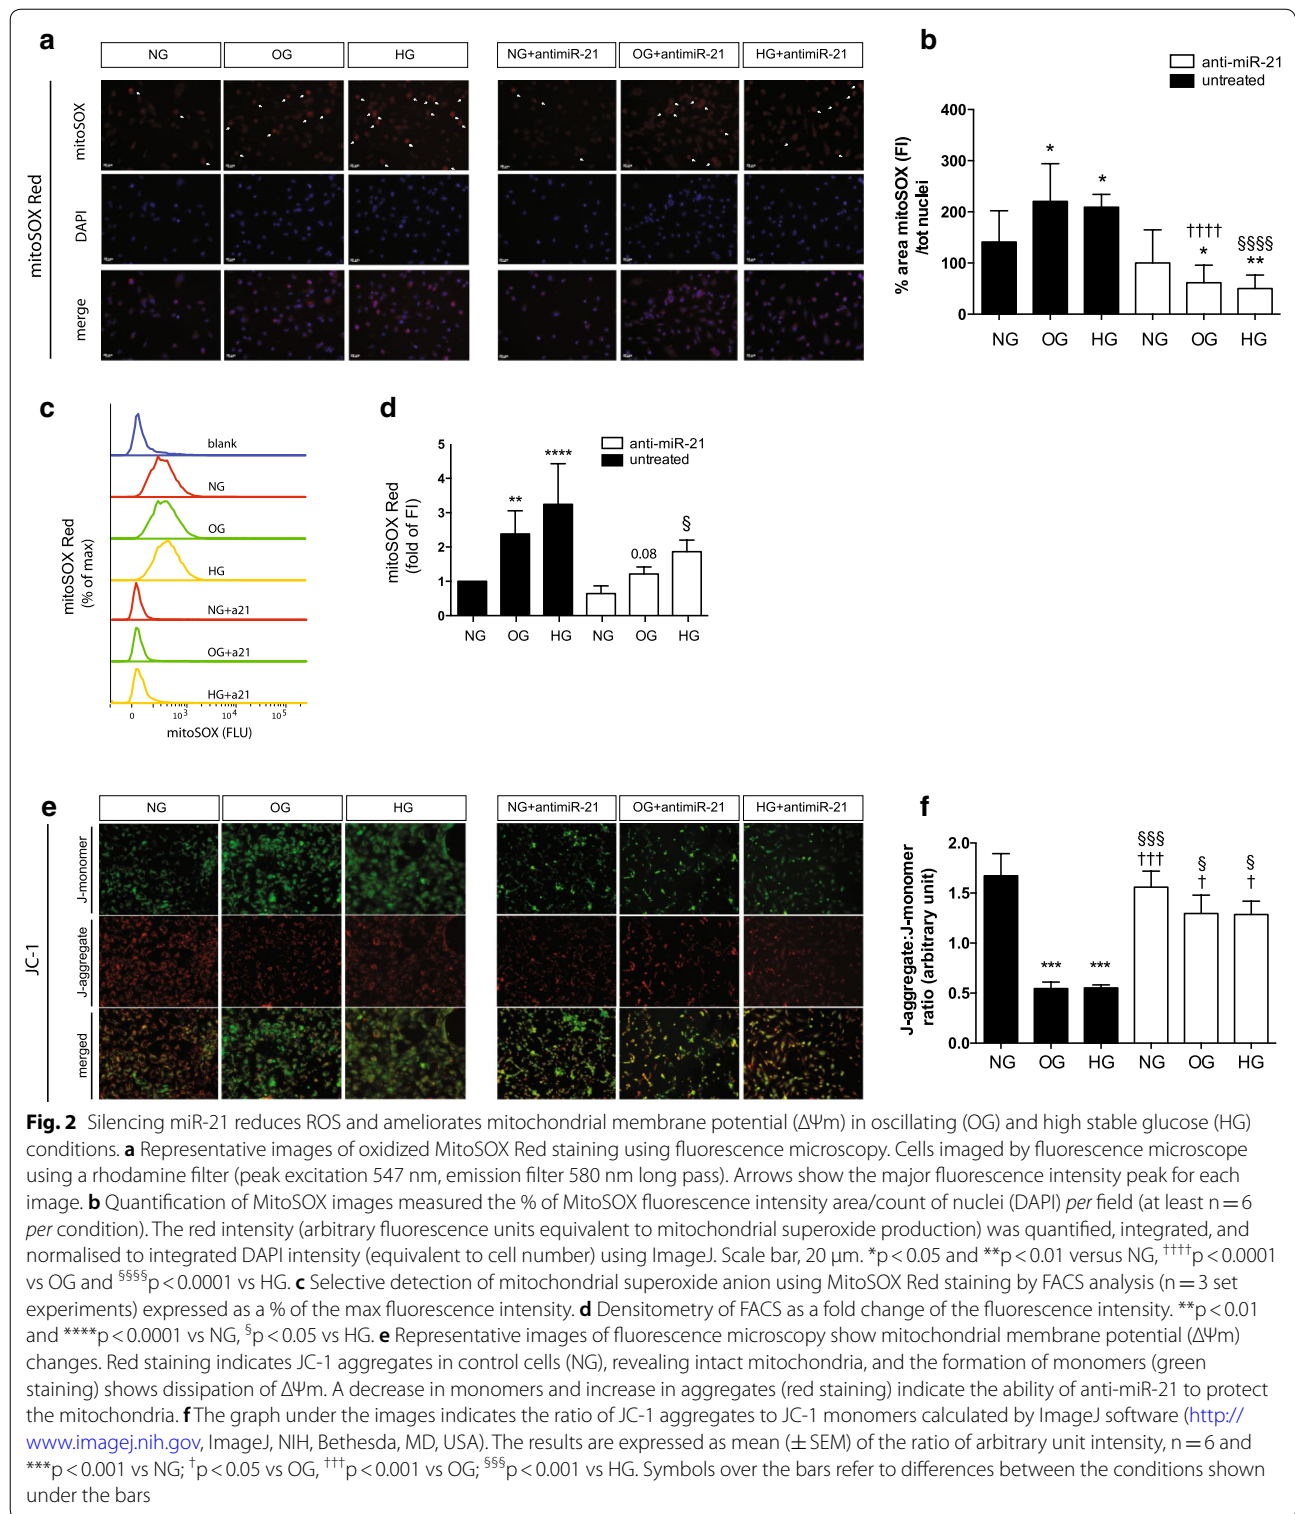 a
NG OG HG NG+antimiR-21 OG+antimiR-21 HG+antimiR-21
mitoSOX Red
mitoSOX
DAPI
merge
b
anti-miR-21
untreated
% area mitoSOX (FI)
/tot nuclei
400
300
200
100
0
* * †††† * §§§§ **
NG OG HG NG OG HG
c
mitoSOX Red
(% of max)
blank
NG
OG
HG
NG+a21
OG+a21
HG+a21
0 10³ 10⁴ 10⁵
mitoSOX (FLU)
d
anti-miR-21
untreated
mitoSOX Red
(fold of FI)
5
4
3
2
1
0
** **** 0.08 §
NG OG HG NG OG HG
e
NG OG HG NG+antimiR-21 OG+antimiR-21 HG+antimiR-21
JC-1
J-monomer
J-aggregate
merged
f
J-aggregate:J-monomer
ratio (arbitrary unit)
2.0
1.5
1.0
0.5
0.0
*** *** §§§ ††† § † § †
NG OG HG NG OG HG
Fig. 2 Silencing miR-21 reduces ROS and ameliorates mitochondrial membrane potential (ΔΨm) in oscillating (OG) and high stable glucose (HG)
conditions. a Representative images of oxidized MitoSOX Red staining using fluorescence microscopy. Cells imaged by fluorescence microscope
using a rhodamine filter (peak excitation 547 nm, emission filter 580 nm long pass). Arrows show the major fluorescence intensity peak for each
image. b Quantification of MitoSOX images measured the % of MitoSOX fluorescence intensity area/count of nuclei (DAPI) per field (at least n = 6
per condition). The red intensity (arbitrary fluorescence units equivalent to mitochondrial superoxide production) was quantified, integrated, and
normalised to integrated DAPI intensity (equivalent to cell number) using ImageJ. Scale bar, 20 μm. *p < 0.05 and **p < 0.01 versus NG, ††††p < 0.0001
vs OG and §§§§p < 0.0001 vs HG. c Selective detection of mitochondrial superoxide anion using MitoSOX Red staining by FACS analysis (n = 3 set
experiments) expressed as a % of the max fluorescence intensity. d Densitometry of FACS as a fold change of the fluorescence intensity. **p < 0.01
and ****p < 0.0001 vs NG, §p < 0.05 vs HG. e Representative images of fluorescence microscopy show mitochondrial membrane potential (ΔΨm)
changes. Red staining indicates JC-1 aggregates in control cells (NG), revealing intact mitochondria, and the formation of monomers (green
staining) shows dissipation of ΔΨm. A decrease in monomers and increase in aggregates (red staining) indicate the ability of anti-miR-21 to protect
the mitochondria. f The graph under the images indicates the ratio of JC-1 aggregates to JC-1 monomers calculated by ImageJ software (http://
www.imagej.nih.gov, ImageJ, NIH, Bethesda, MD, USA). The results are expressed as mean (± SEM) of the ratio of arbitrary unit intensity, n = 6 and
***p < 0.001 vs NG; †p < 0.05 vs OG, †††p < 0.001 vs OG; §§§p < 0.001 vs HG. Symbols over the bars refer to differences between the conditions shown
under the bars